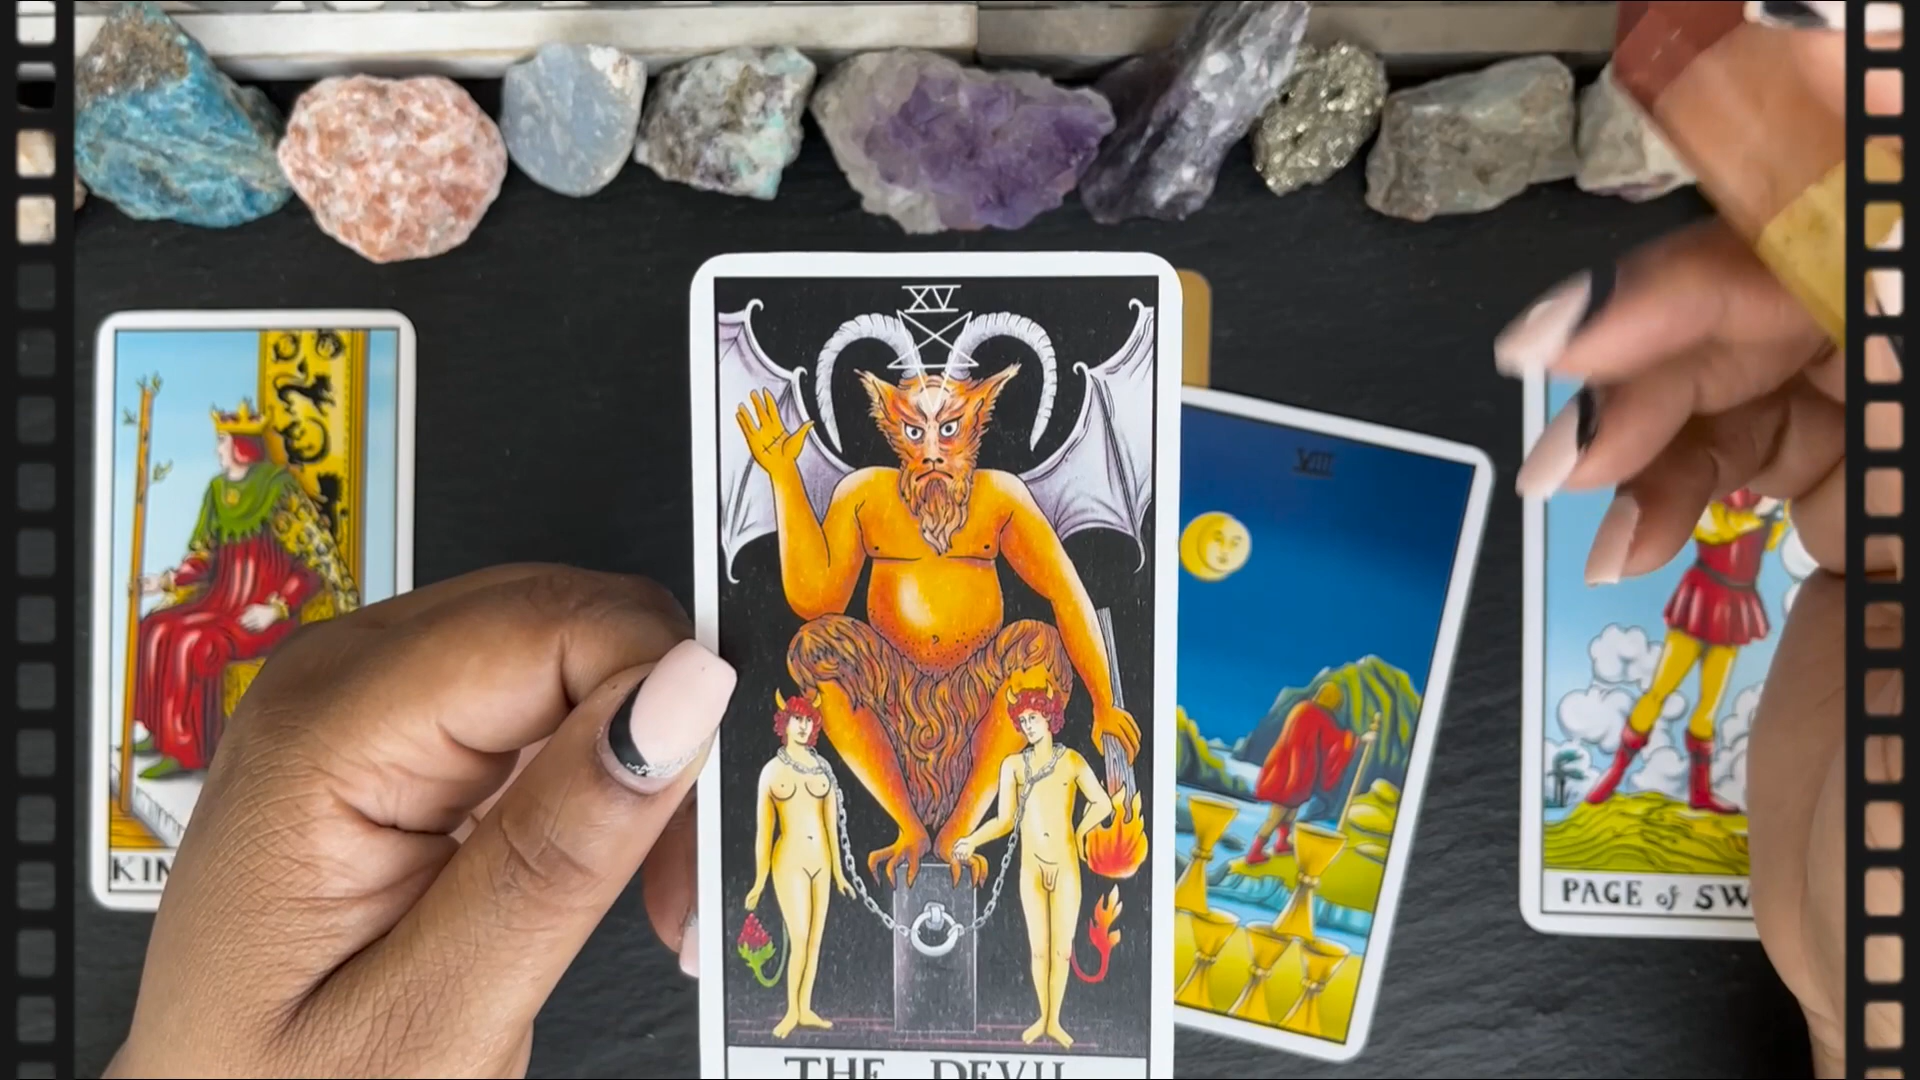 XV
VIII
KIN
PAGE of SW
THE DEVIL